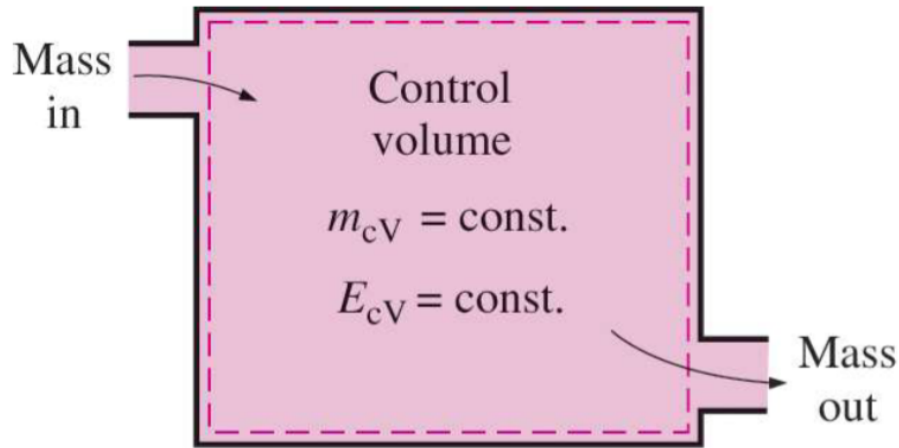 Mass
in
Control
volume
m_cV = const.
E_cV = const.
Mass
out